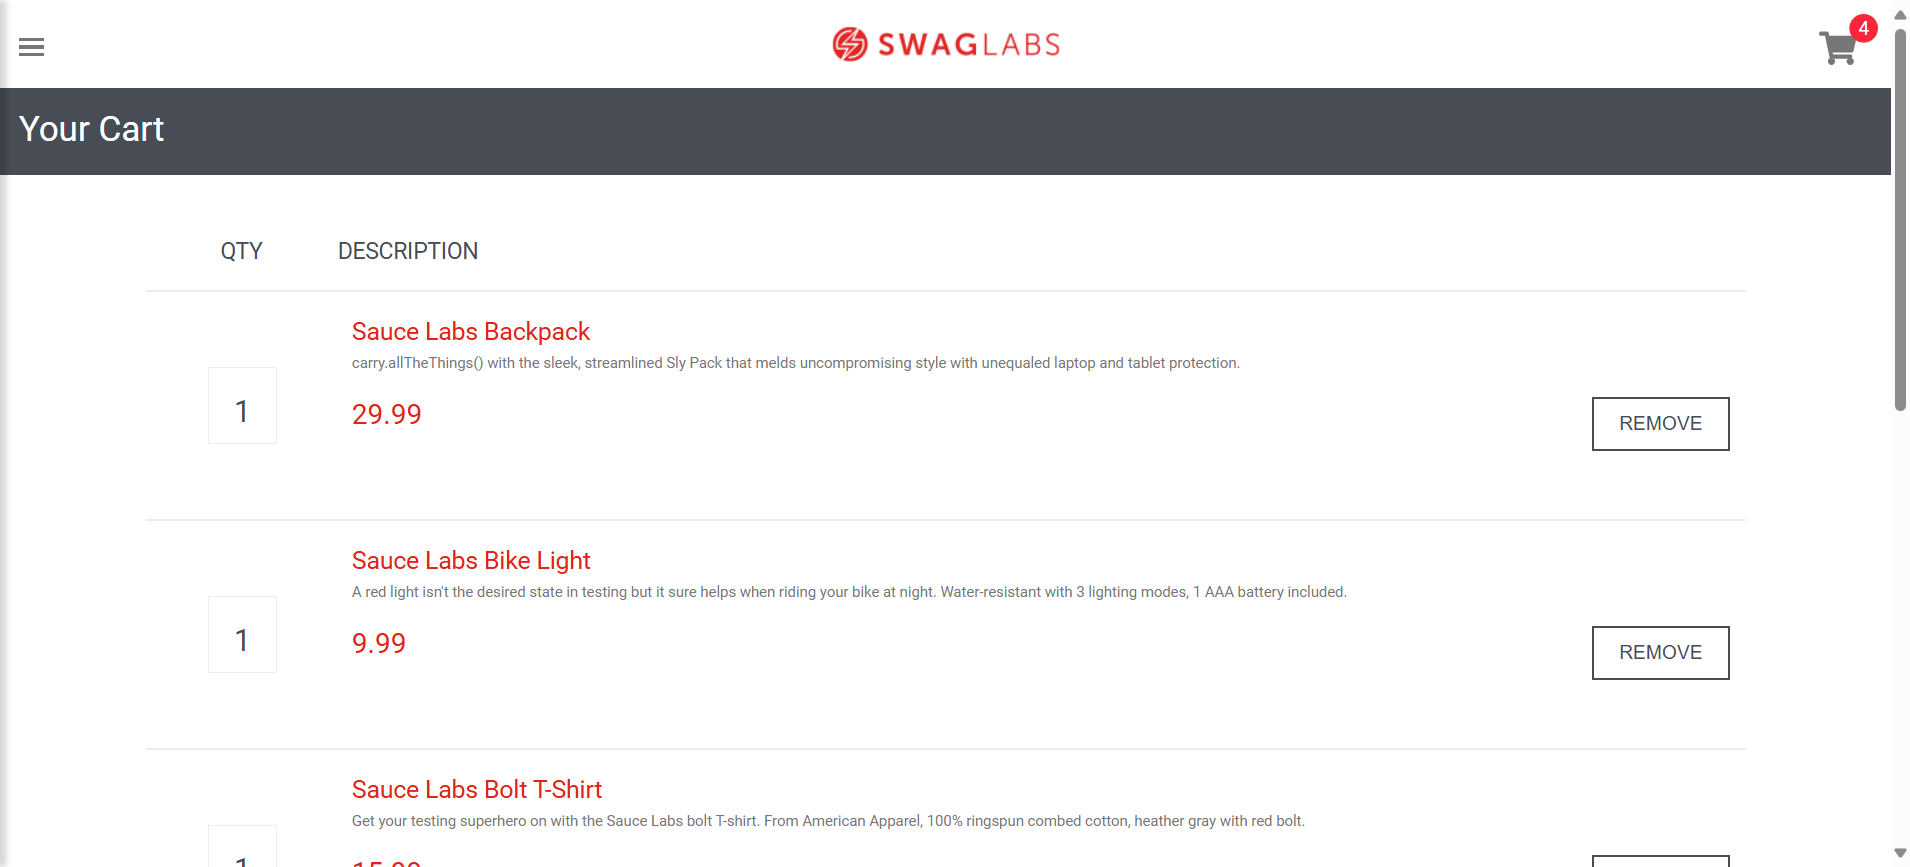 SWAGLABS
4
Your Cart
QTY DESCRIPTION
Sauce Labs Backpack
carry.allTheThings() with the sleek, streamlined Sly Pack that melds uncompromising style with unequaled laptop and tablet protection.
1
29.99
REMOVE
Sauce Labs Bike Light
A red light isn't the desired state in testing but it sure helps when riding your bike at night. Water-resistant with 3 lighting modes, 1 AAA battery included.
1
9.99
REMOVE
Sauce Labs Bolt T-Shirt
Get your testing superhero on with the Sauce Labs bolt T-shirt. From American Apparel, 100% ringspun combed cotton, heather gray with red bolt.
1